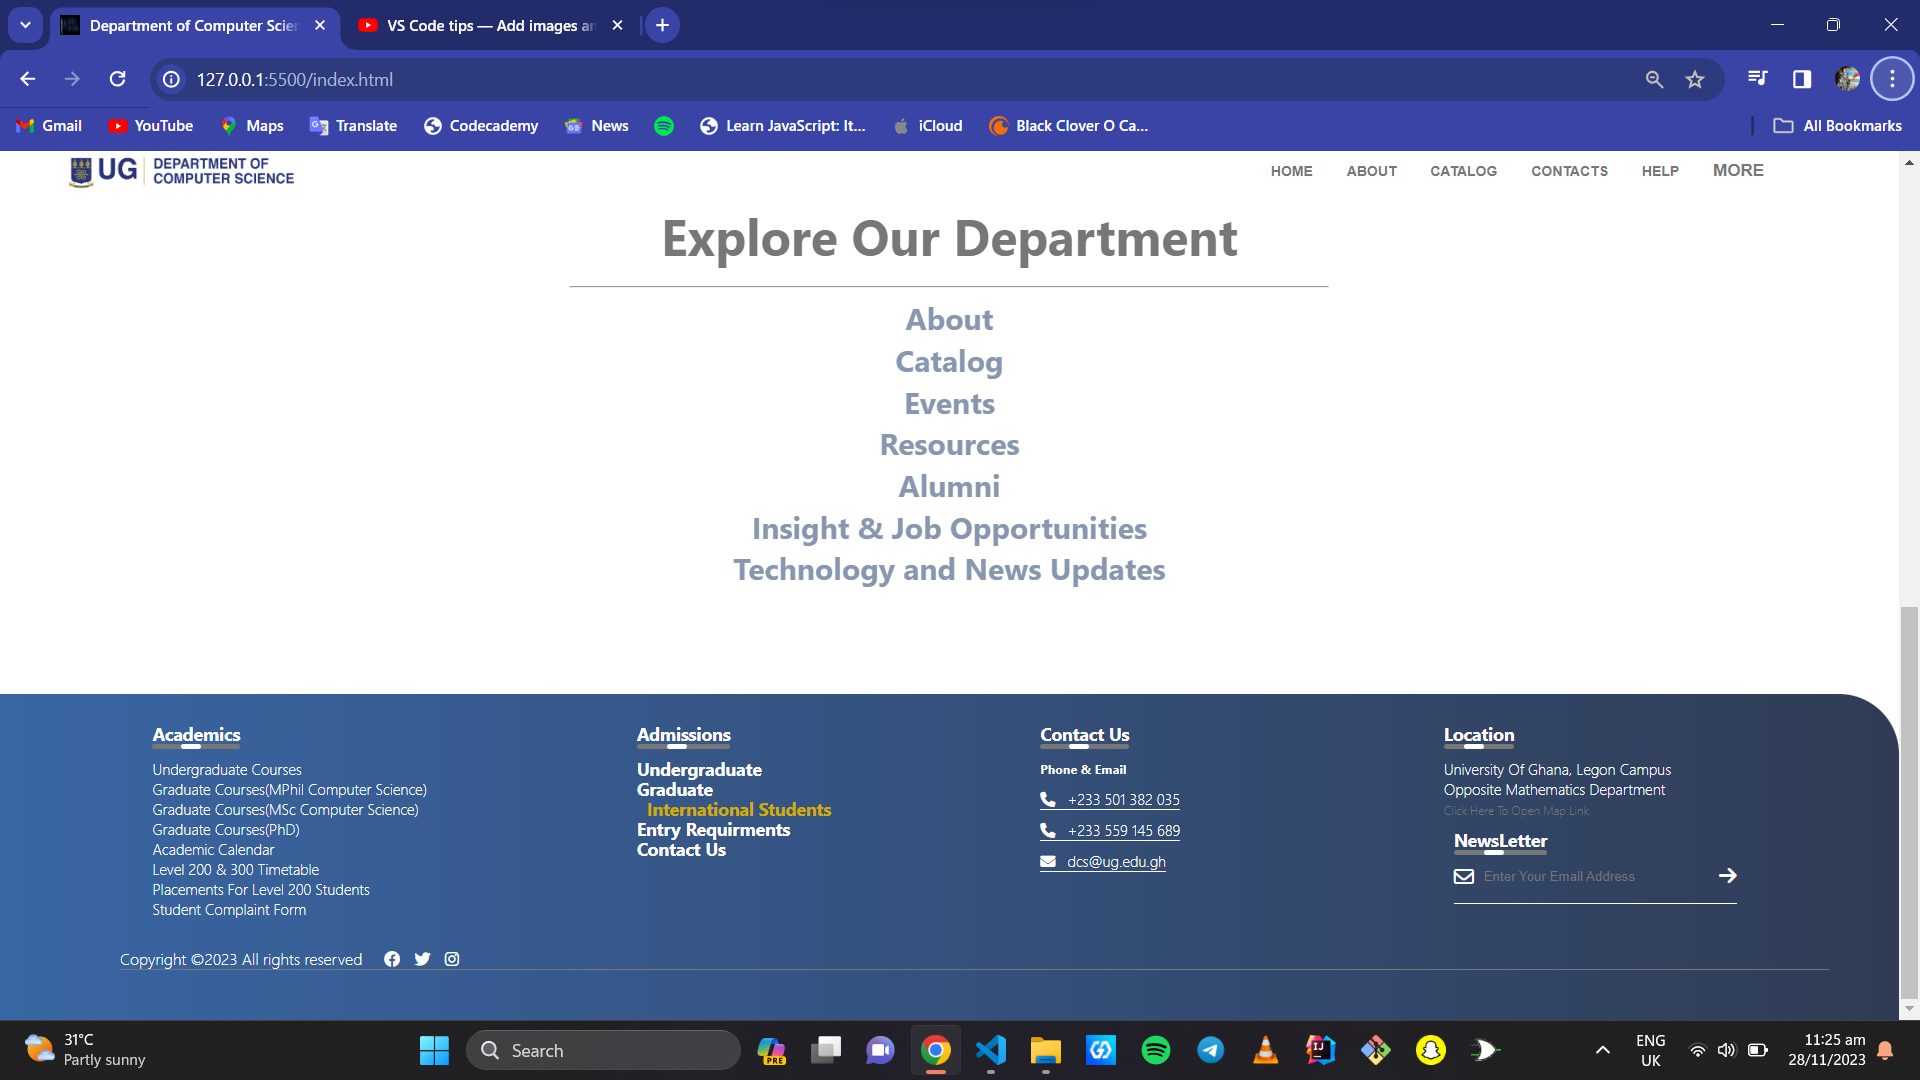 Department of Computer Scien
VS Code tips — Add images an
127.0.0.1:5500/index.html
Gmail
YouTube
Maps
Translate
Codecademy
News
Learn JavaScript: It...
iCloud
Black Clover O Ca...
All Bookmarks
UG DEPARTMENT OF
COMPUTER SCIENCE
HOME ABOUT CATALOG CONTACTS HELP MORE
Explore Our Department
About
Catalog
Events
Resources
Alumni
Insight & Job Opportunities
Technology and News Updates
Academics
Undergraduate Courses
Graduate Courses(MPhil Computer Science)
Graduate Courses(MSc Computer Science)
Graduate Courses(PhD)
Academic Calendar
Level 200 & 300 Timetable
Placements For Level 200 Students
Student Complaint Form
Admissions
Undergraduate
Graduate
International Students
Entry Requirments
Contact Us
Contact Us
Phone & Email
+233 501 382 035
+233 559 145 689
dcs@ug.edu.gh
Location
University Of Ghana, Legon Campus
Opposite Mathematics Department
Click Here To Open Map Link
NewsLetter
Enter Your Email Address
Copyright ©2023 All rights reserved
31°C
Partly sunny
Search
PRE
ENG
UK
11:25 am
28/11/2023